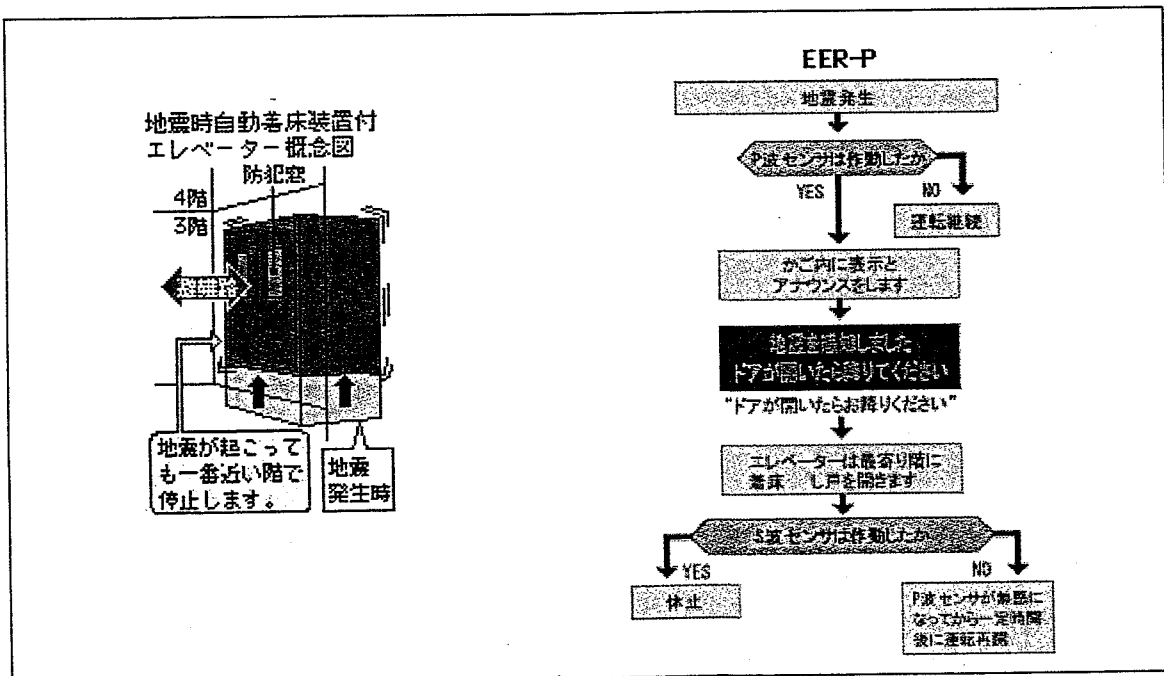 地震時自動着床装置付
エレベーター概念図
防犯窓
4階
3階
地震が起こって
も一番近い階で
停止します。
地震
発生時
EER-P
地震発生
P波センサは作動したか
YES
NO
運転継続
かご内に表示と
アナウンスをします
地震を感知しました
ドアが開いたら降りてください
“ドアが開いたらお降りください”
エレベーターは最寄り階に
着床 し戸を開きます
S波センサは作動したか
YES
NO
休止
P波センサが無感に
なってから一定時間
後に運転再開